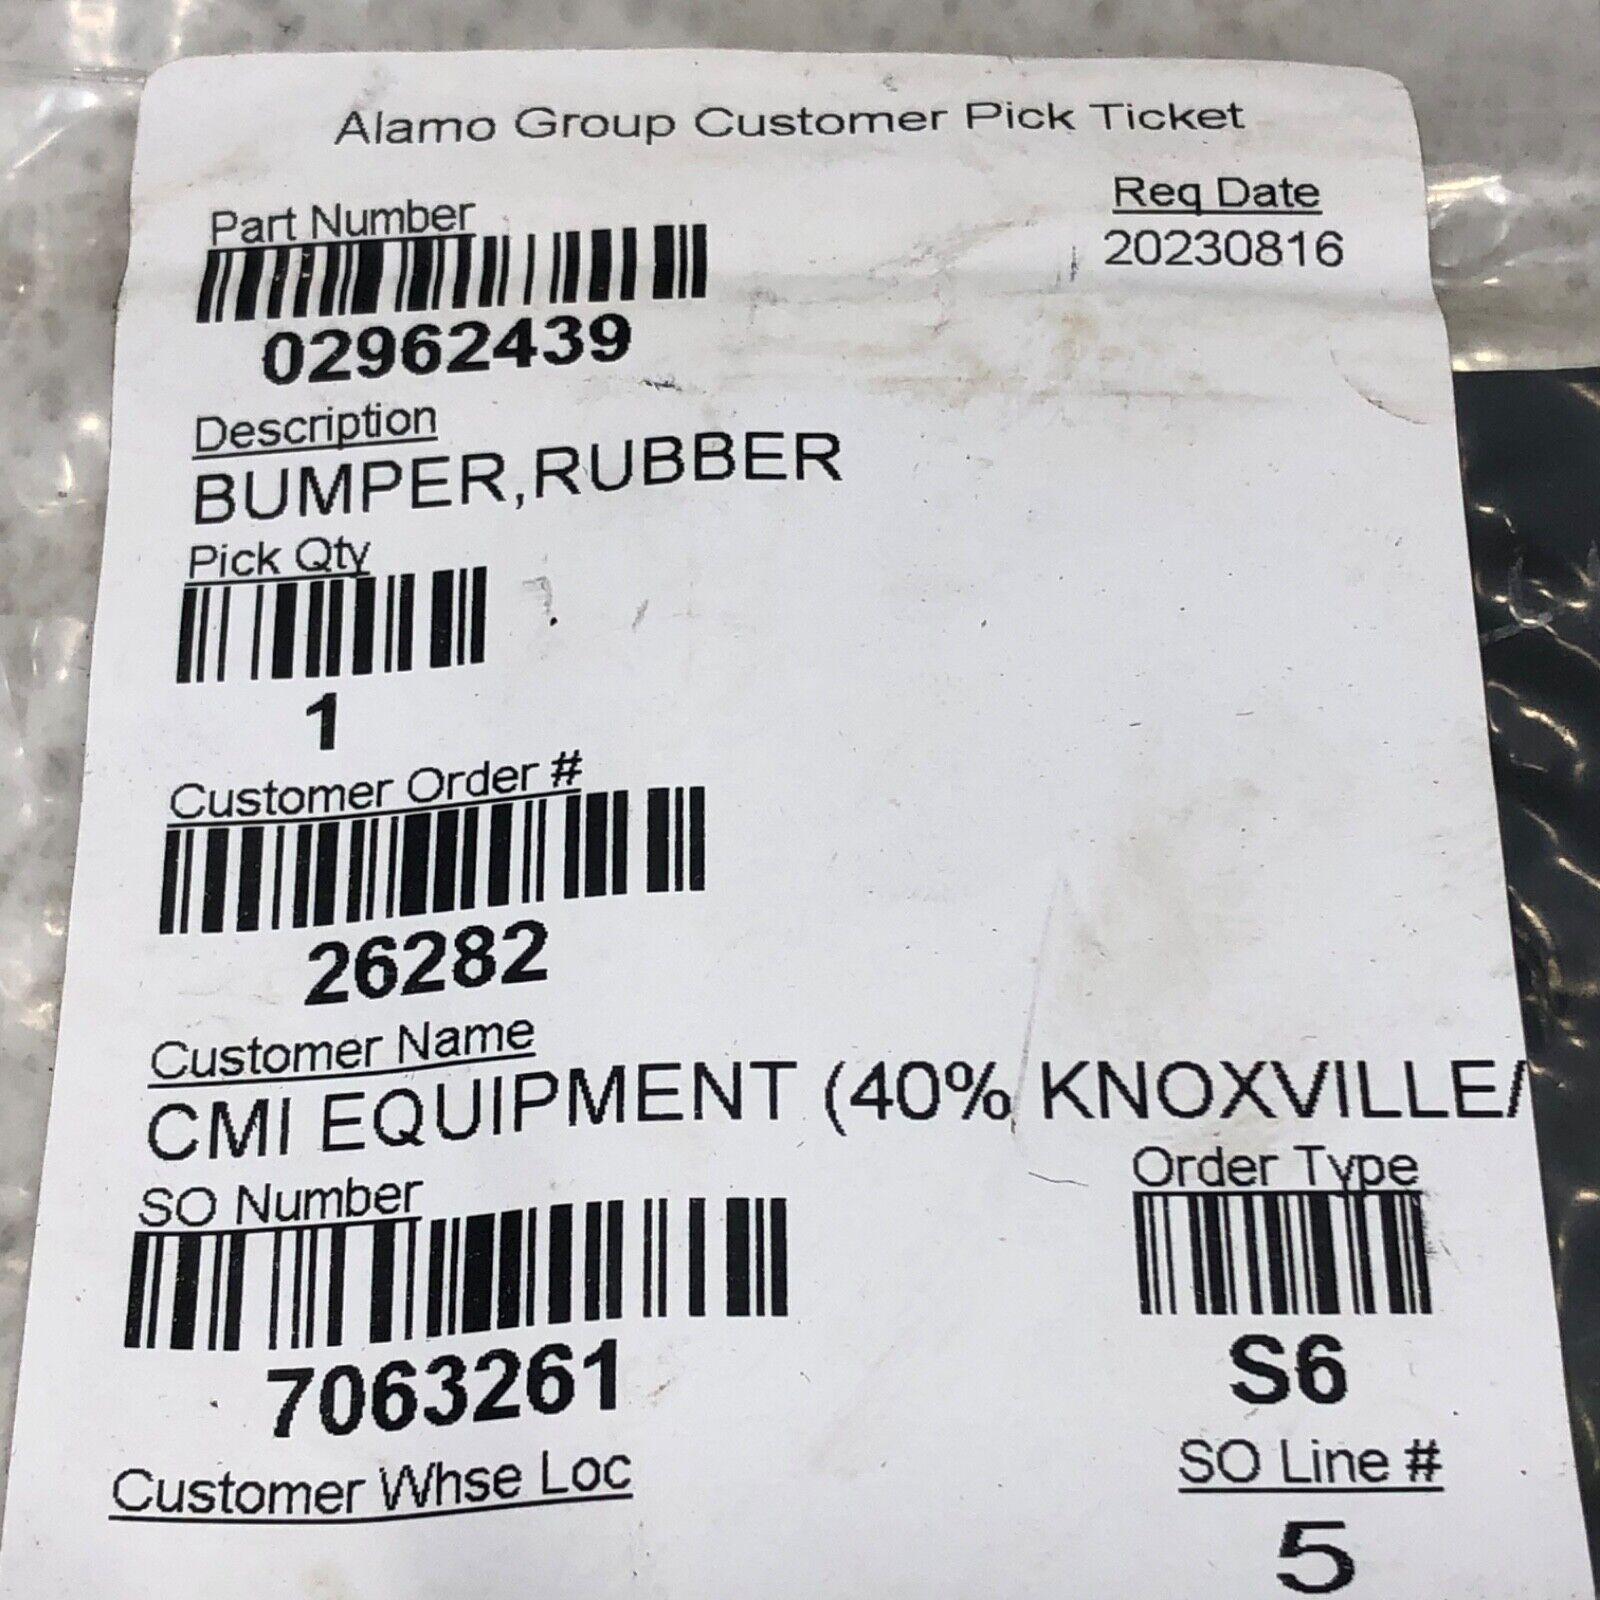 Alamo Group Customer Pick Ticket
Part Number
Req Date
20230816
02962439
Description
BUMPER,RUBBER
Pick Qty
1
Customer Order #
26282
Customer Name
CMI EQUIPMENT (40% KNOXVILLE/
SO Number
Order Type
7063261
S6
Customer Whse Loc
SO Line #
5